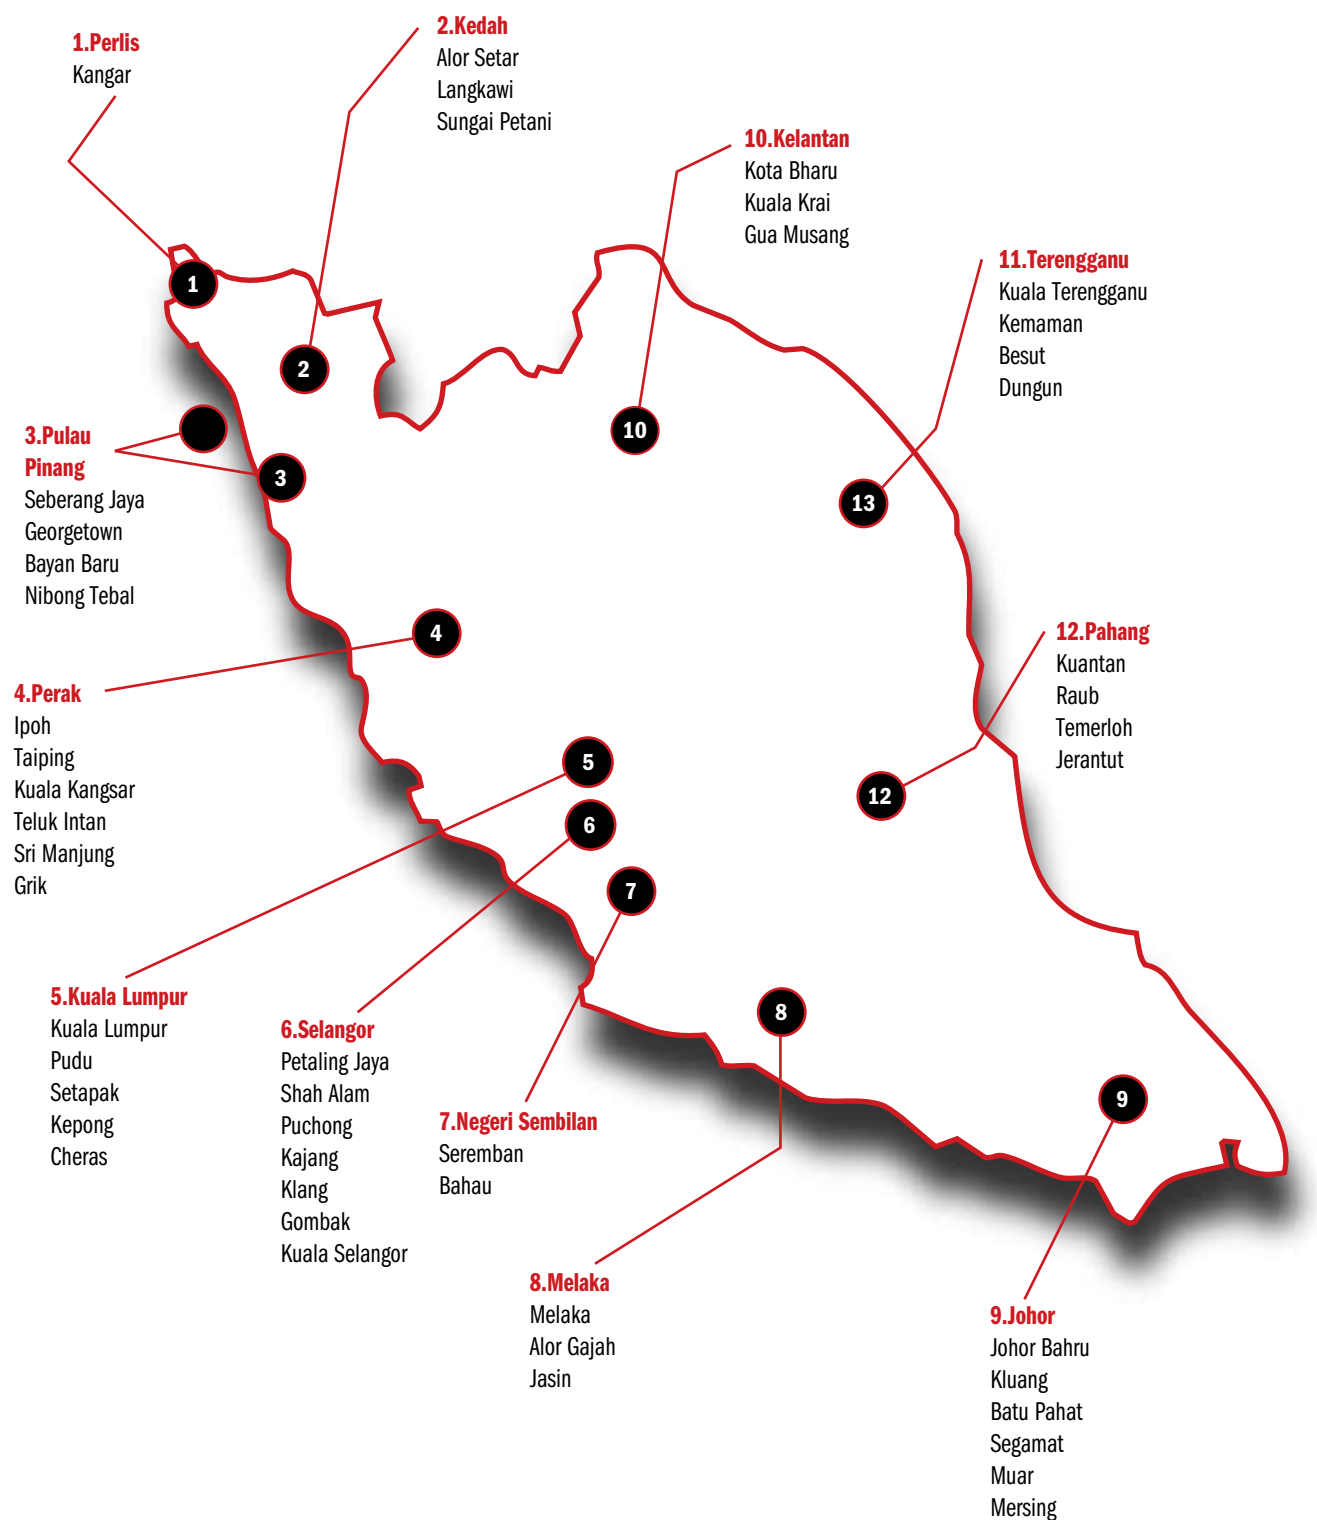 1.Perlis
Kangar
2.Kedah
Alor Setar
Langkawi
Sungai Petani
10.Kelantan
Kota Bharu
Kuala Krai
Gua Musang
11.Terengganu
Kuala Terengganu
Kemaman
Besut
Dungun
1
2
10
3
13
3.Pulau
Pinang
Seberang Jaya
Georgetown
Bayan Baru
Nibong Tebal
4
12.Pahang
Kuantan
Raub
Temerloh
Jerantut
4.Perak
Ipoh
Taiping
Kuala Kangsar
Teluk Intan
Sri Manjung
Grik
5
12
6
7
8
9
5.Kuala Lumpur
Kuala Lumpur
Pudu
Setapak
Kepong
Cheras
6.Selangor
Petaling Jaya
Shah Alam
Puchong
Kajang
Klang
Gombak
Kuala Selangor
7.Negeri Sembilan
Seremban
Bahau
8.Melaka
Melaka
Alor Gajah
Jasin
9.Johor
Johor Bahru
Kluang
Batu Pahat
Segamat
Muar
Mersing